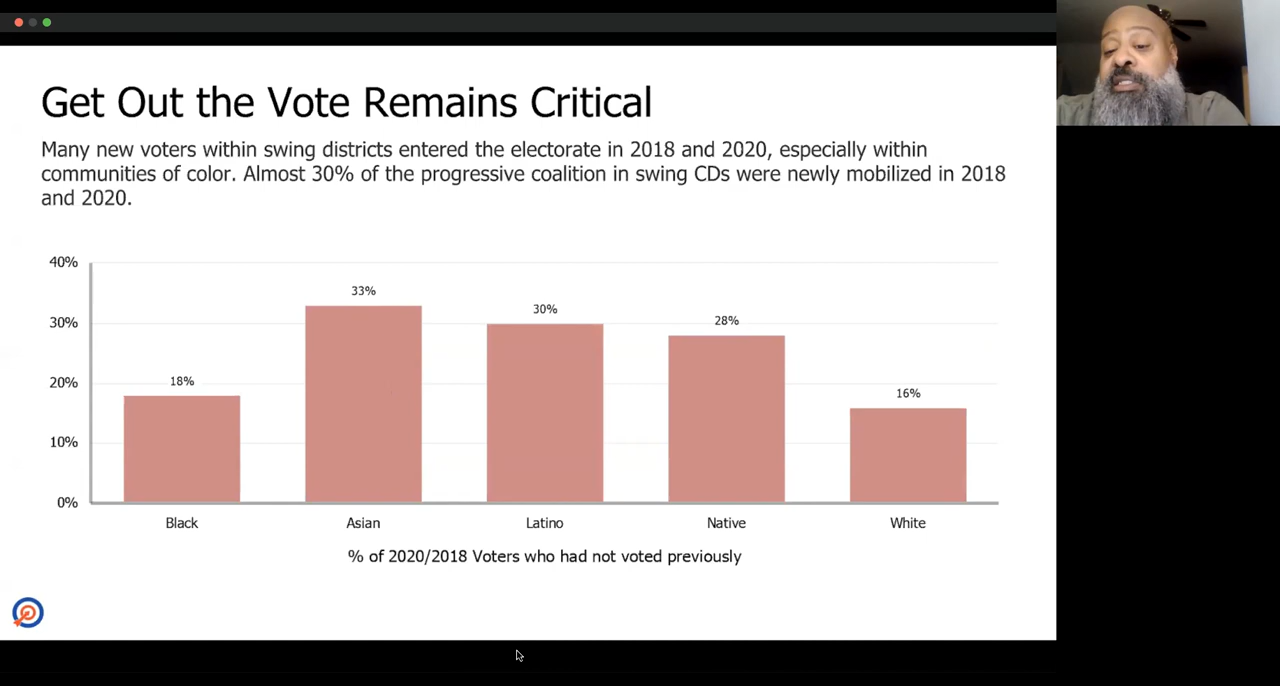 Get Out the Vote Remains Critical
Many new voters within swing districts entered the electorate in 2018 and 2020, especially within
communities of color. Almost 30% of the progressive coalition in swing CDs were newly mobilized in 2018
and 2020.
40%
33%
30%
30%
28%
20%
18%
16%
10%
0%
Black
Asian
Latino
Native
White
% of 2020/2018 Voters who had not voted previously